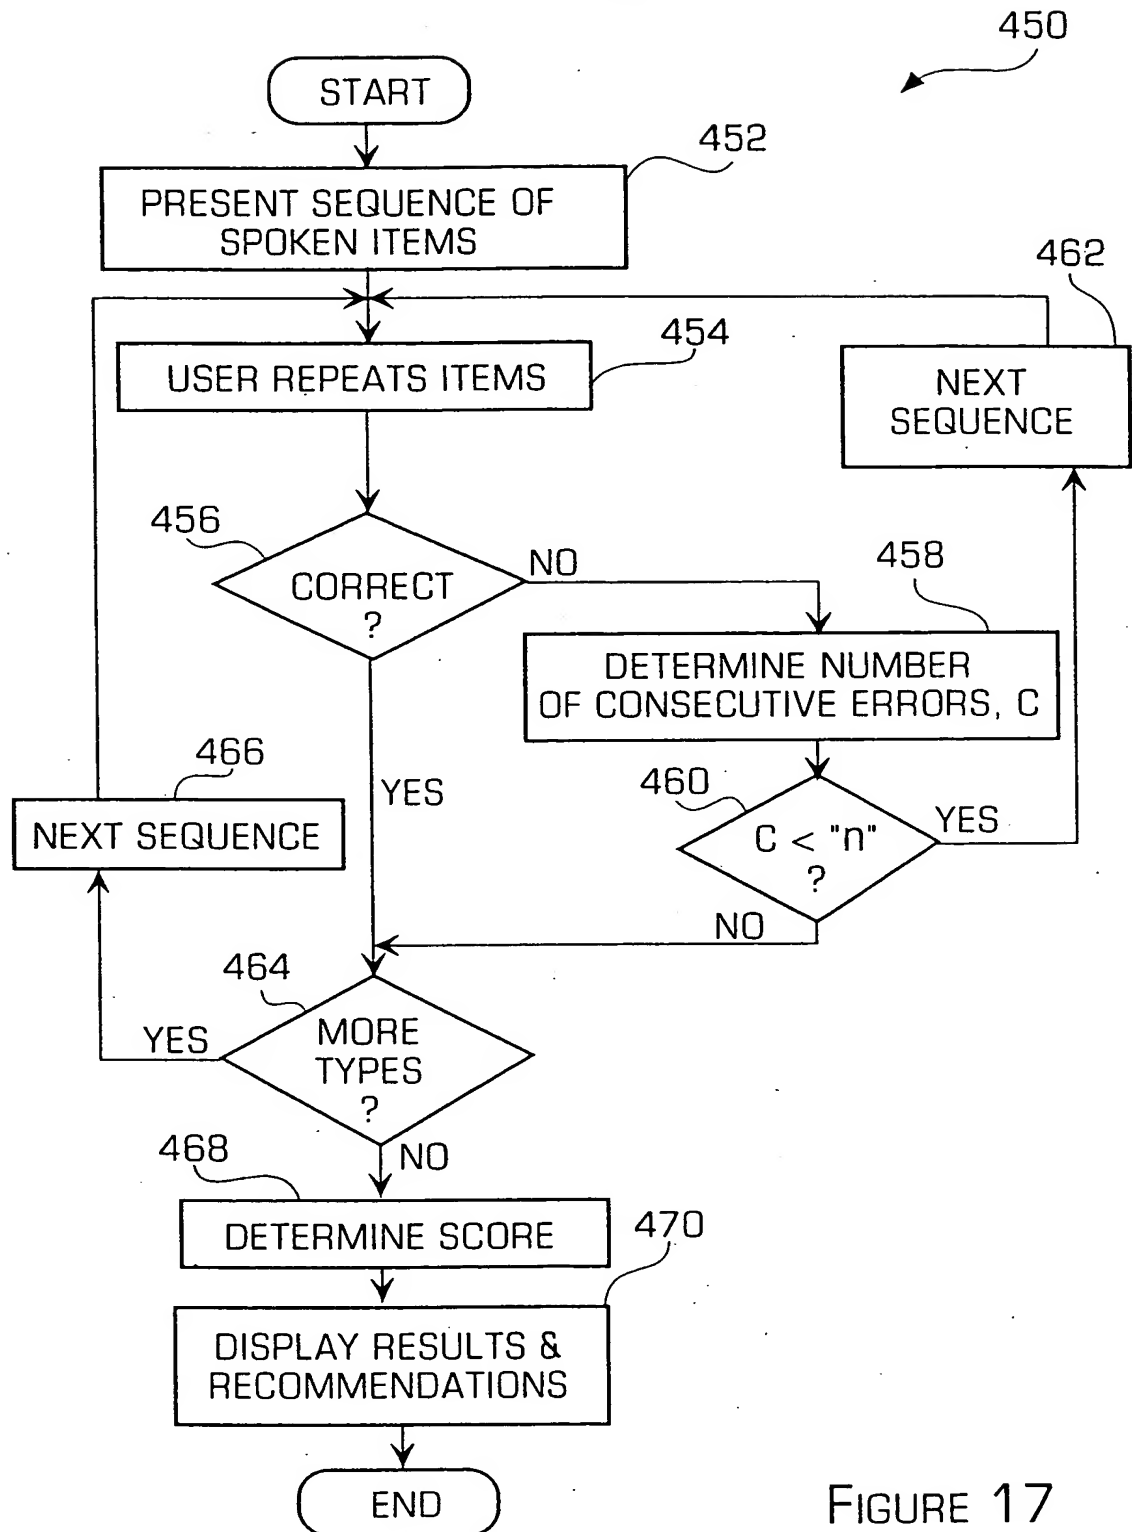 450
START
452
PRESENT SEQUENCE OF
SPOKEN ITEMS
462
454
USER REPEATS ITEMS
NEXT
SEQUENCE
456
CORRECT
?
NO
458
DETERMINE NUMBER
OF CONSECUTIVE ERRORS, C
YES
460
C < "n"
?
YES
NO
466
NEXT SEQUENCE
464
MORE
TYPES
?
YES
NO
468
DETERMINE SCORE
470
DISPLAY RESULTS &
RECOMMENDATIONS
END
FIGURE 17